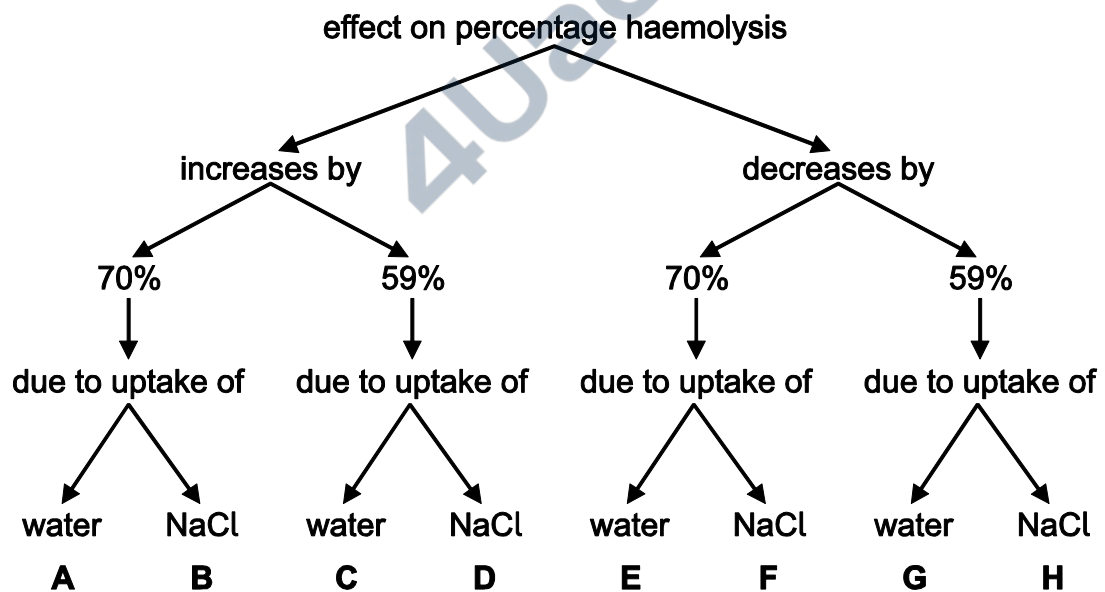 effect on percentage haemolysis
increases by decreases by
70% 59% 70% 59%
due to uptake of due to uptake of due to uptake of due to uptake of
water NaCl water NaCl water NaCl water NaCl
A B C D E F G H
4Ua